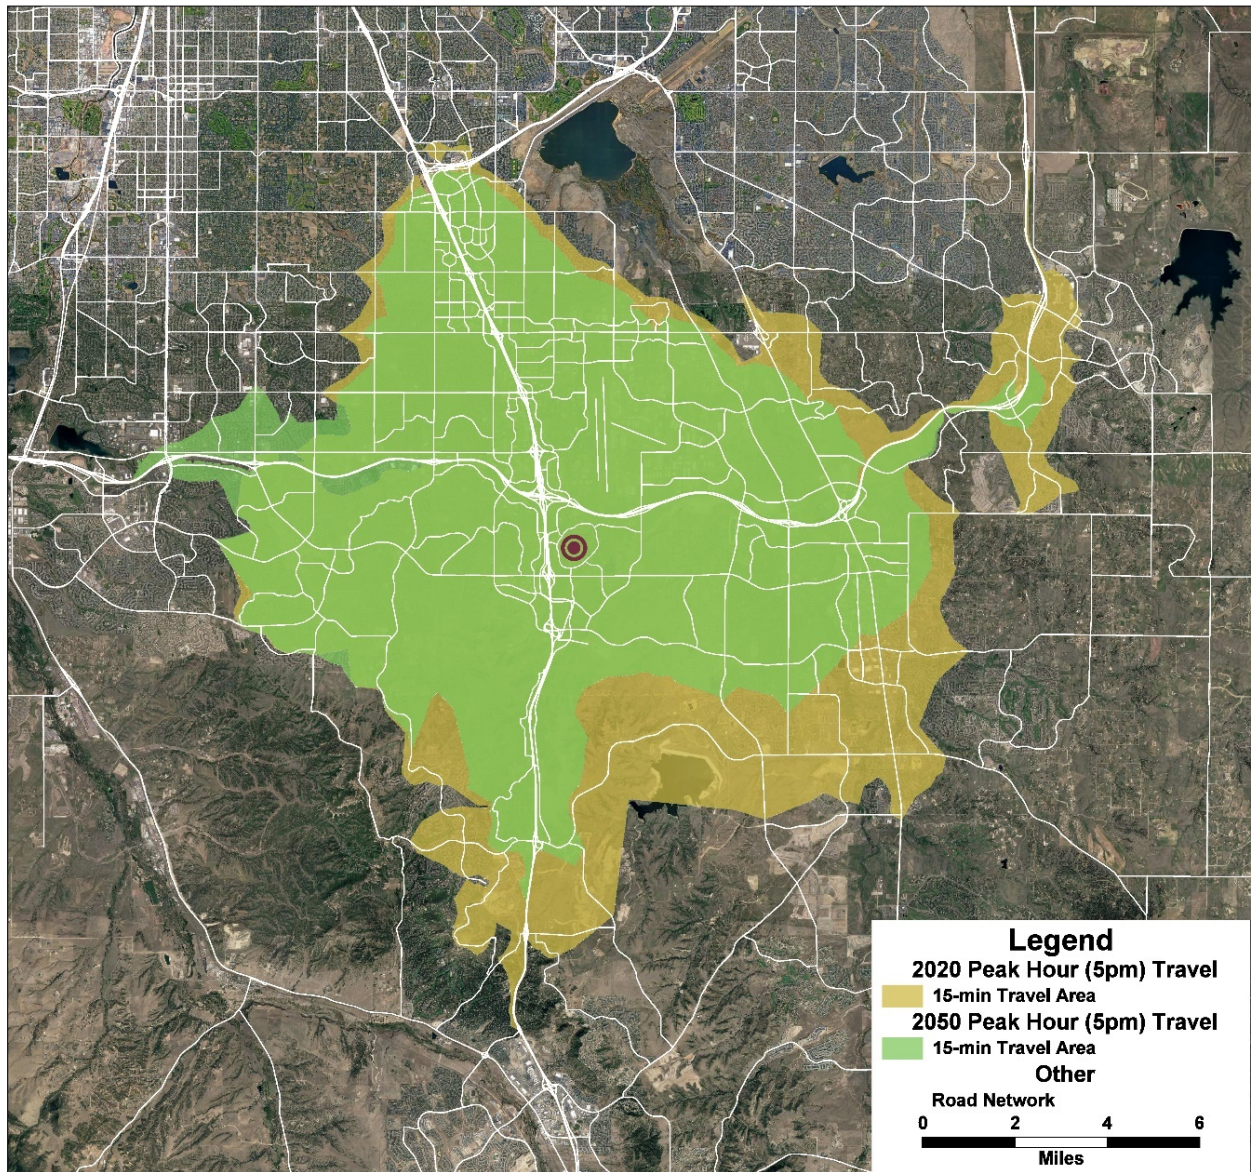 Legend
2020 Peak Hour (5pm) Travel
15-min Travel Area
2050 Peak Hour (5pm) Travel
15-min Travel Area
Other
Road Network
0 2 4 6
Miles